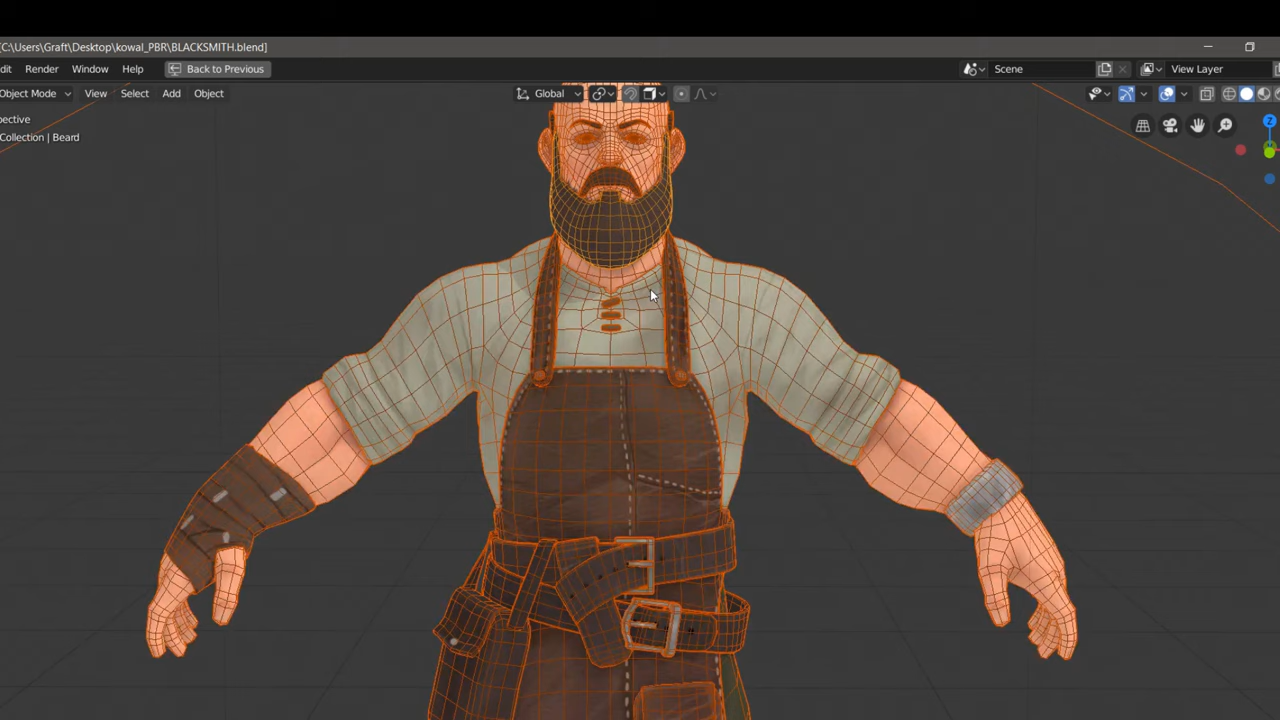 [C:\Users\Graft\Desktop\kowal_PBR\BLACKSMITH.blend]
dit Render Window Help Back to Previous Scene View Layer
Object Mode View Select Add Object Global
spective
Collection | Beard
Z